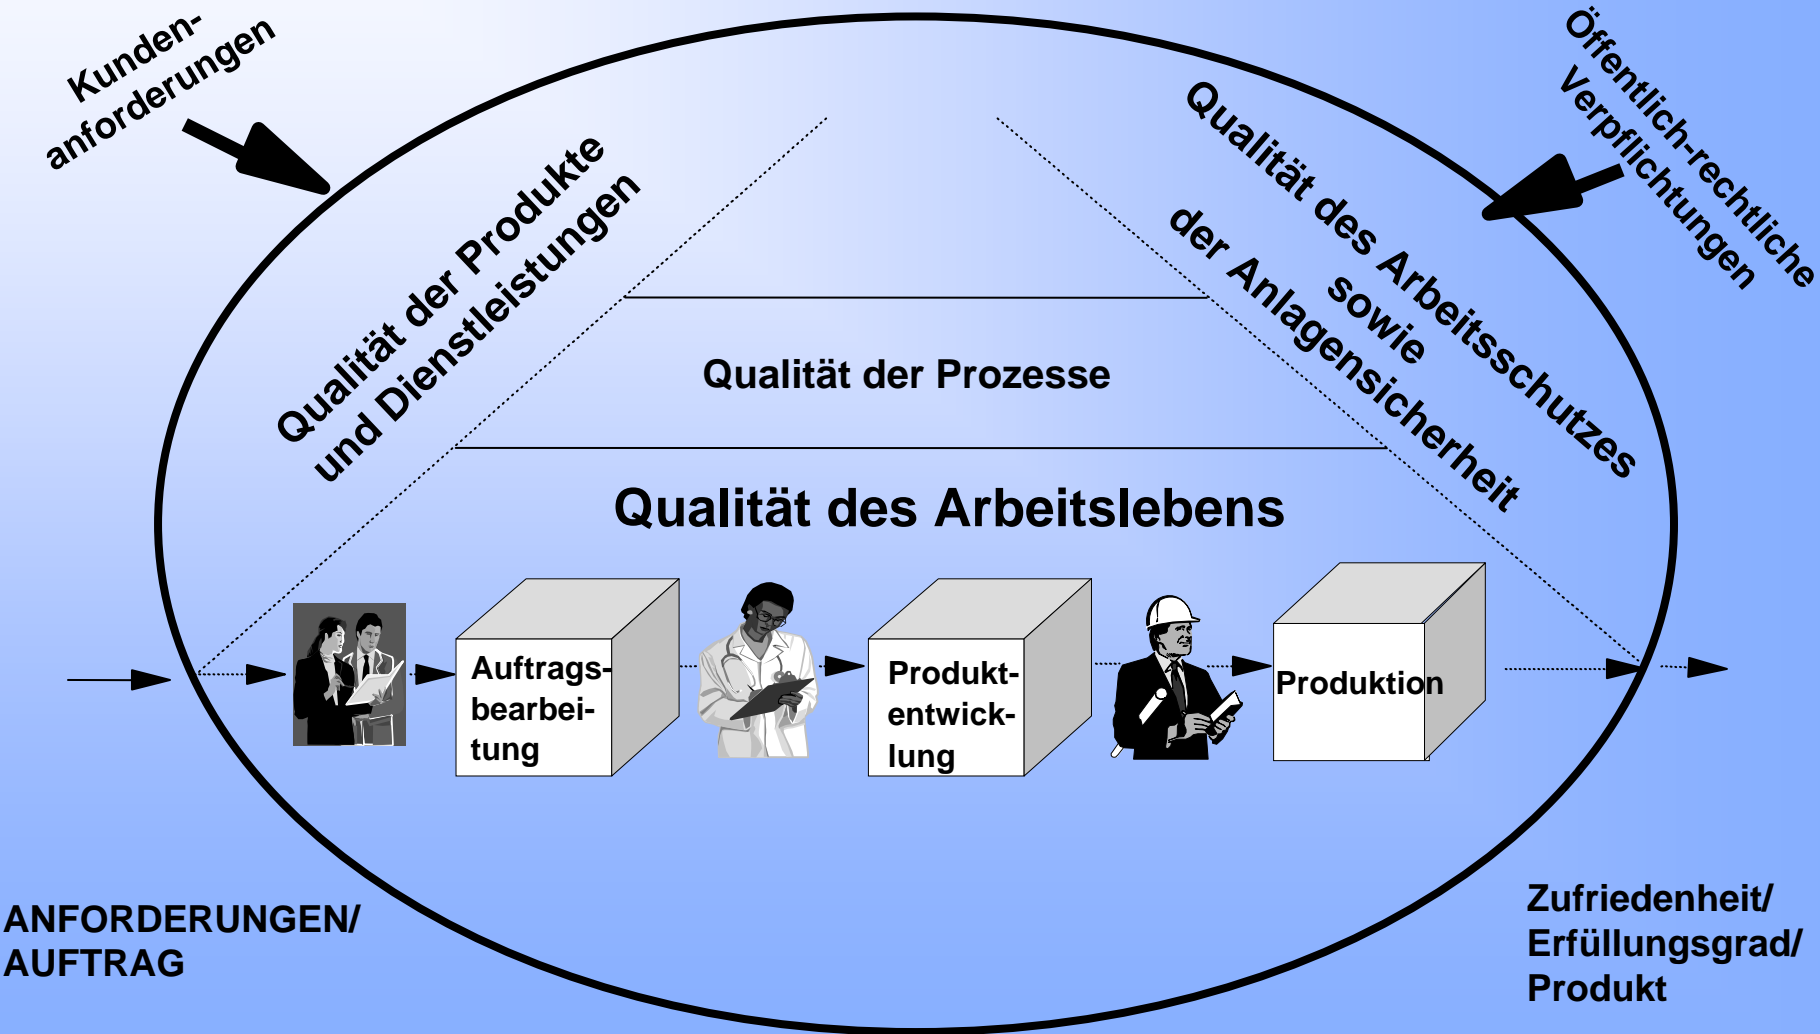 Kunden-
anforderungen
Öffentlich-rechtliche
Verpflichtungen
Qualität der Produkte
und Dienstleistungen
Qualität des Arbeitsschutzes
sowie
der Anlagensicherheit
Qualität der Prozesse
Qualität des Arbeitslebens
Auftrags-
bearbei-
tung
Produkt-
entwick-
lung
Produktion
ANFORDERUNGEN/
AUFTRAG
Zufriedenheit/
Erfüllungsgrad/
Produkt